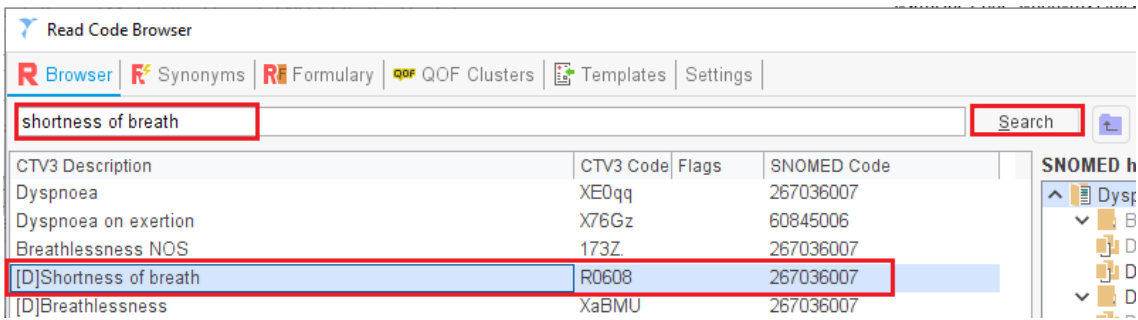 Read Code Browser
Browser Synonyms Formulary QOF QOF Clusters Templates Settings
shortness of breath Search
CTV3 Description CTV3 Code Flags SNOMED Code SNOMED h
Dyspnoea XE0qq 267036007 Dysp
Dyspnoea on exertion X76Gz 60845006 B
Breathlessness NOS 173Z. 267036007 D
[D]Shortness of breath R0608 267036007 D
[D]Breathlessness XaBMU 267036007 D